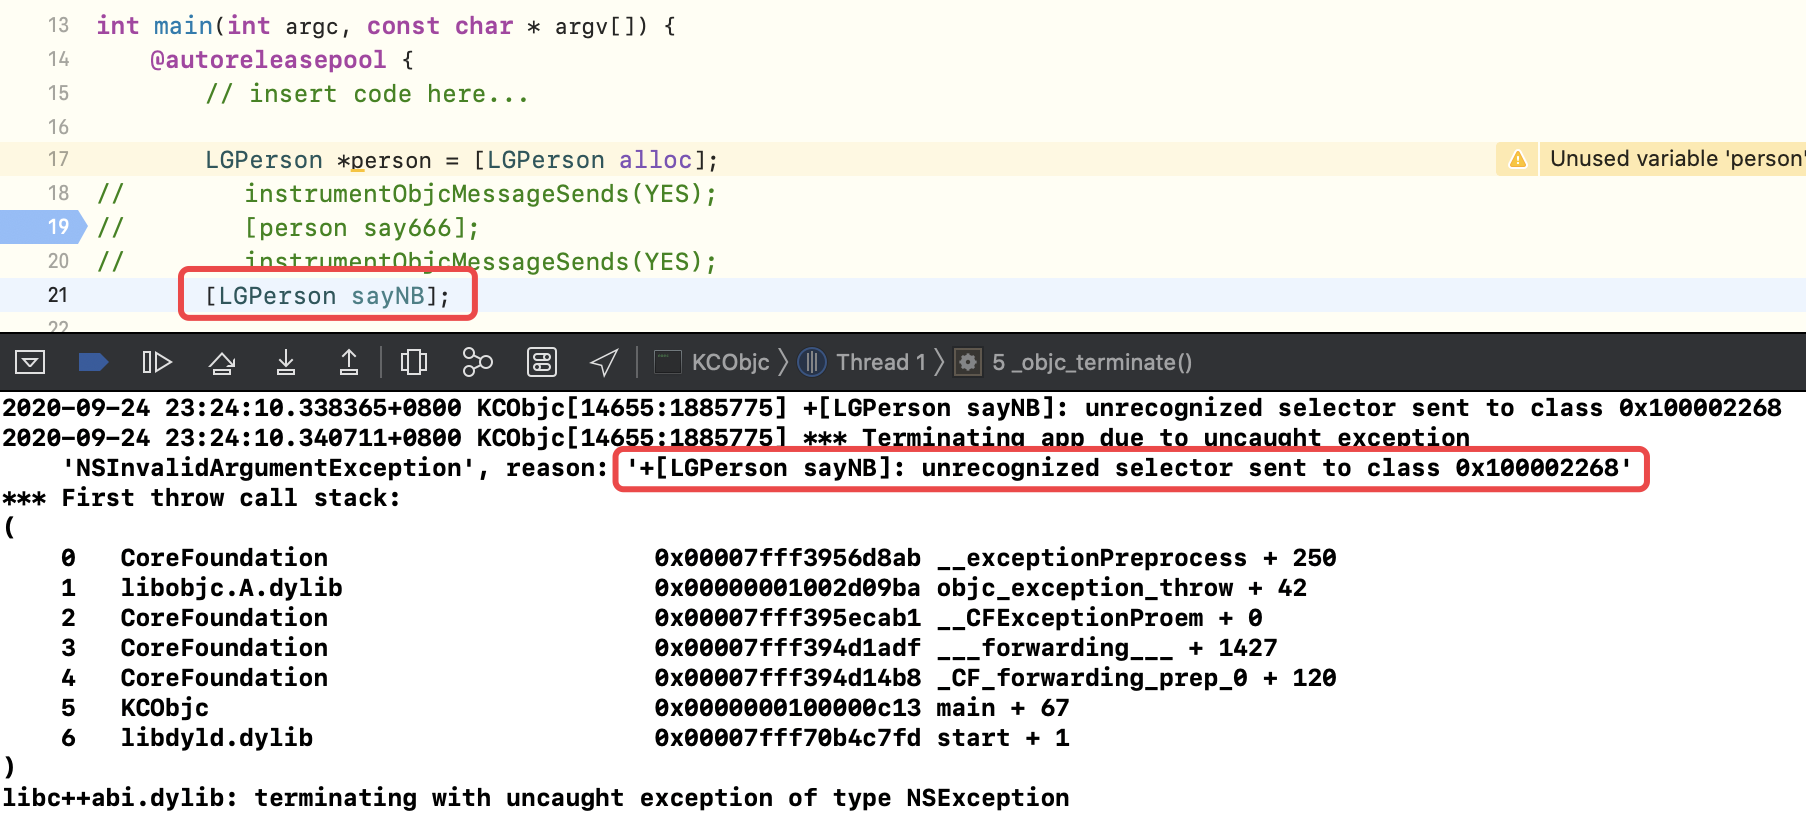 13 int main(int argc, const char * argv[]) {
14 @autoreleasepool {
15 // insert code here...
16
17 LGPerson *person = [LGPerson alloc]; Unused variable 'person'
18 // instrumentObjcMessageSends(YES);
19 // [person say666];
20 // instrumentObjcMessageSends(YES);
21 [LGPerson sayNB];
22
KCObjc Thread 1 5 _objc_terminate()
2020-09-24 23:24:10.338365+0800 KCObjc[14655:1885775] +[LGPerson sayNB]: unrecognized selector sent to class 0x100002268
2020-09-24 23:24:10.340711+0800 KCObjc[14655:1885775] *** Terminating app due to uncaught exception
'NSInvalidArgumentException', reason: '+[LGPerson sayNB]: unrecognized selector sent to class 0x100002268'
*** First throw call stack:
(
0 CoreFoundation 0x00007fff3956d8ab __exceptionPreprocess + 250
1 libobjc.A.dylib 0x00000001002d09ba objc_exception_throw + 42
2 CoreFoundation 0x00007fff395ecab1 __CFExceptionProem + 0
3 CoreFoundation 0x00007fff394d1adf ___forwarding___ + 1427
4 CoreFoundation 0x00007fff394d14b8 _CF_forwarding_prep_0 + 120
5 KCObjc 0x0000000100000c13 main + 67
6 libdyld.dylib 0x00007fff70b4c7fd start + 1
)
libc++abi.dylib: terminating with uncaught exception of type NSException